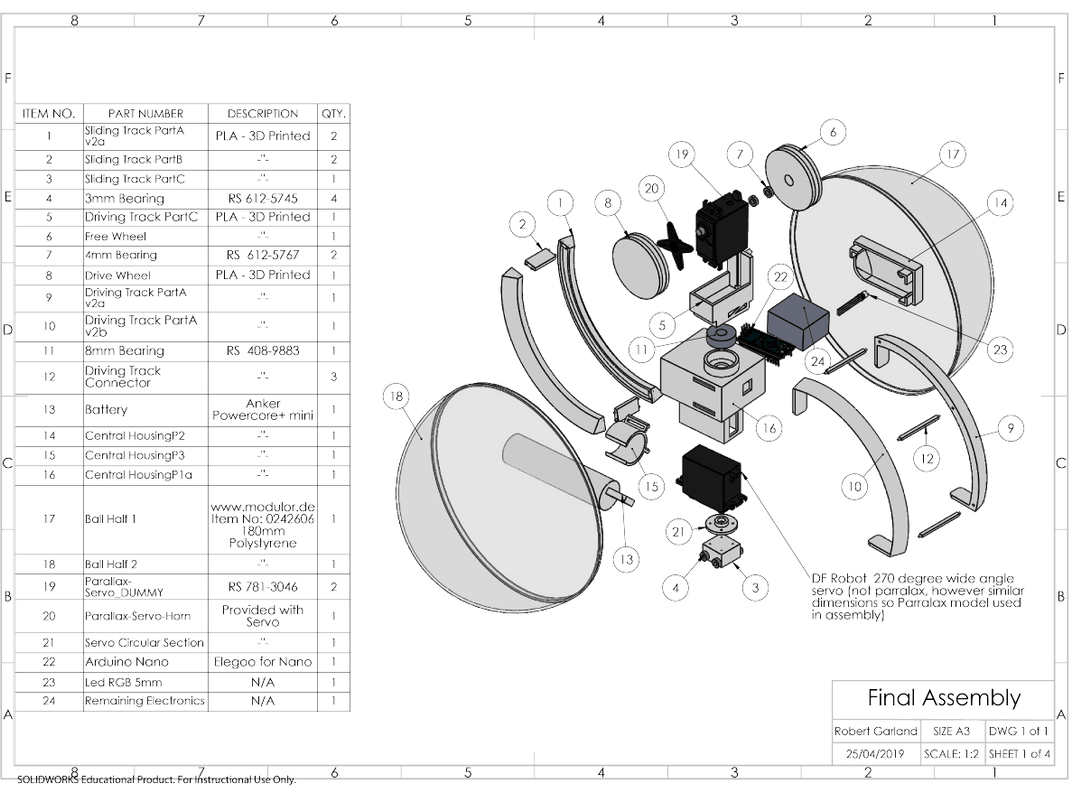 8 7 6 5 4 3 2 1
F
E
D
C
B
A
ITEM NO. PART NUMBER DESCRIPTION QTY.
1 Sliding Track PartA v2a PLA - 3D Printed 2
2 Sliding Track PartB -"- 2
3 Sliding Track PartC -"- 1
4 3mm Bearing RS 612-5745 4
5 Driving Track PartC PLA - 3D Printed 1
6 Free Wheel -"- 1
7 4mm Bearing RS 612-5767 2
8 Drive Wheel PLA - 3D Printed 1
9 Driving Track PartA v2a -"- 1
10 Driving Track PartA v2b -"- 1
11 8mm Bearing RS 408-9883 1
12 Driving Track Connector -"- 3
13 Battery Anker Powercore+ mini 1
14 Central HousingP2 -"- 1
15 Central HousingP3 -"- 1
16 Central HousingP1a -"- 1
17 Ball Half 1 www.modulor.de Item No: 0242606 180mm Polystyrene 1
18 Ball Half 2 -"- 1
19 Parallax-Servo_DUMMY RS 781-3046 2
20 Parallax-Servo-Horn Provided with Servo 1
21 Servo Circular Section -"- 1
22 Arduino Nano Elegoo for Nano 1
23 Led RGB 5mm N/A 1
24 Remaining Electronics N/A 1
6
19
7
17
20
1
8
14
2
22
5
11
24
23
18
16
9
12
15
10
21
13
4
3
DF Robot 270 degree wide angle
servo (not parralax, however similar
dimensions so Parralax model used
in assembly)
F
E
D
C
B
A
Final Assembly
Robert Garland SIZE A3 DWG 1 of 1
25/04/2019 SCALE: 1:2 SHEET 1 of 4
8 7 6 5 4 3 2 1
SOLIDWORKS Educational Product. For Instructional Use Only.